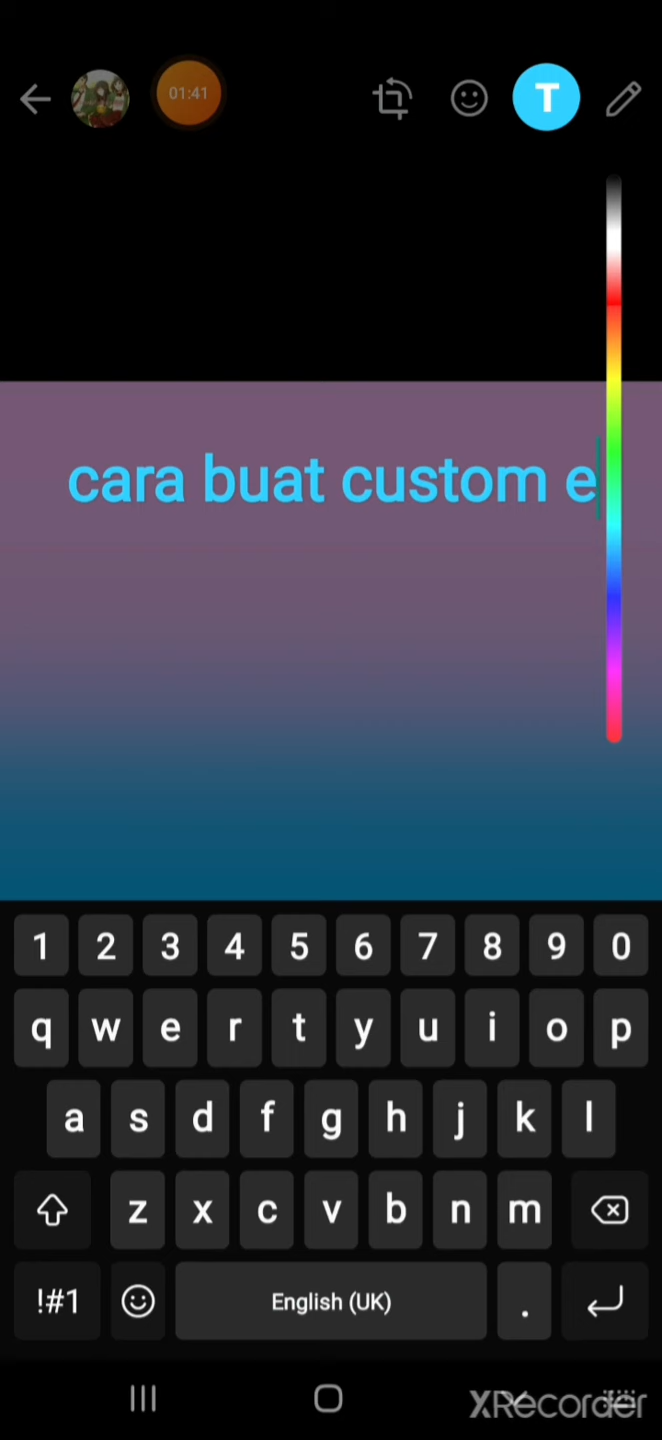 01:41
T
cara buat custom e
1 2 3 4 5 6 7 8 9 0
q w e r t y u i o p
a s d f g h j k l
z x c v b n m
!#1 English (UK) .
XRecorder